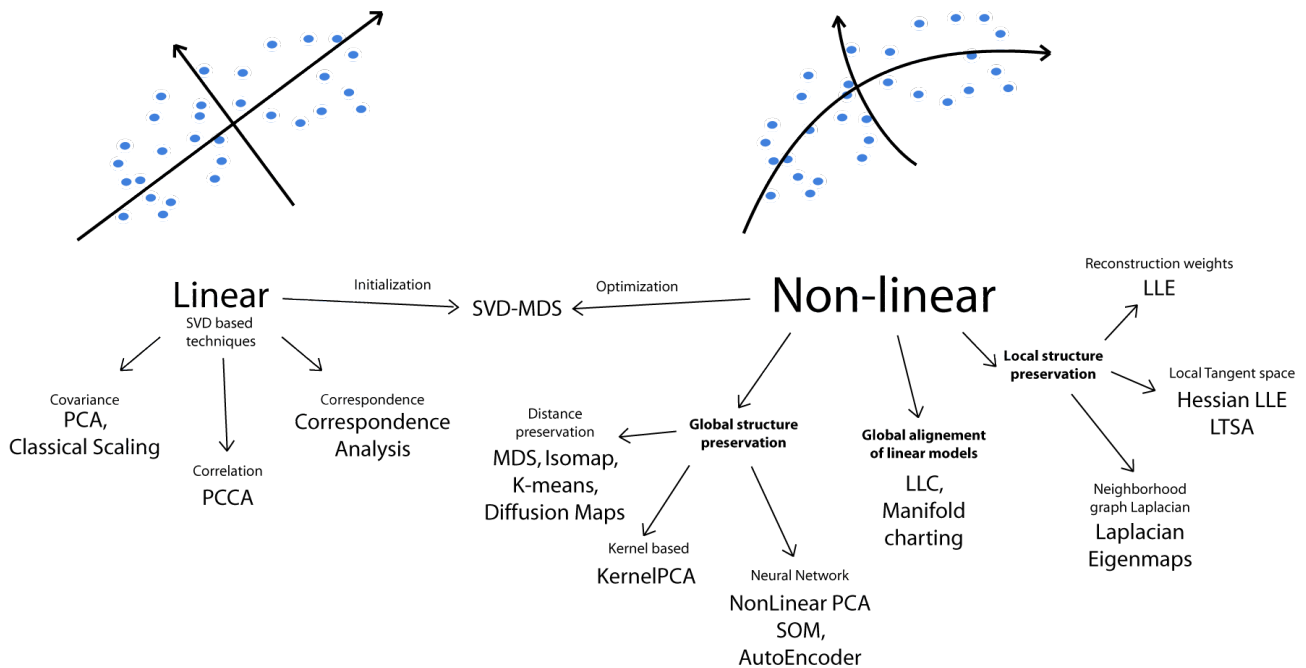 Linear
SVD based
techniques
Initialization
SVD-MDS
Optimization
Non-linear
Covariance
PCA,
Classical Scaling
Correlation
PCCA
Correspondence
Correspondence
Analysis
Global structure
preservation
Distance
preservation
MDS, Isomap,
K-means,
Diffusion Maps
Kernel based
KernelPCA
Neural Network
NonLinear PCA
SOM,
AutoEncoder
Global alignement
of linear models
LLC,
Manifold
charting
Local structure
preservation
Reconstruction weights
LLE
Local Tangent space
Hessian LLE
LTSA
Neighborhood
graph Laplacian
Laplacian
Eigenmaps